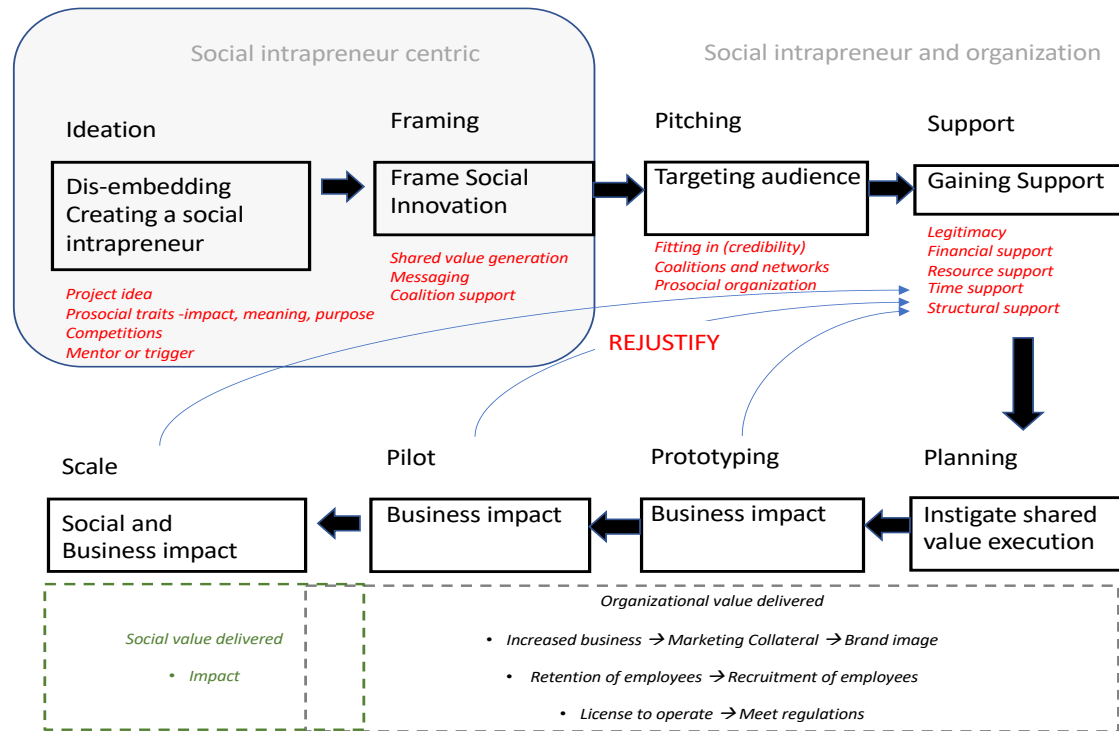 Social intrapreneur centric
Social intrapreneur and organization
Ideation
Framing
Pitching
Support
Dis-embedding
Creating a social
intrapreneur
Frame Social
Innovation
Targeting audience
Gaining Support
Project idea
Prosocial traits -impact, meaning, purpose
Competitions
Mentor or trigger
Shared value generation
Messaging
Coalition support
Fitting in (credibility)
Coalitions and networks
Prosocial organization
Legitimacy
Financial support
Resource support
Time support
Structural support
REJUSTIFY
Scale
Pilot
Prototyping
Planning
Social and
Business impact
Business impact
Business impact
Instigate shared
value execution
Social value delivered
• Impact
Organizational value delivered
• Increased business → Marketing Collateral → Brand image
• Retention of employees → Recruitment of employees
• License to operate → Meet regulations